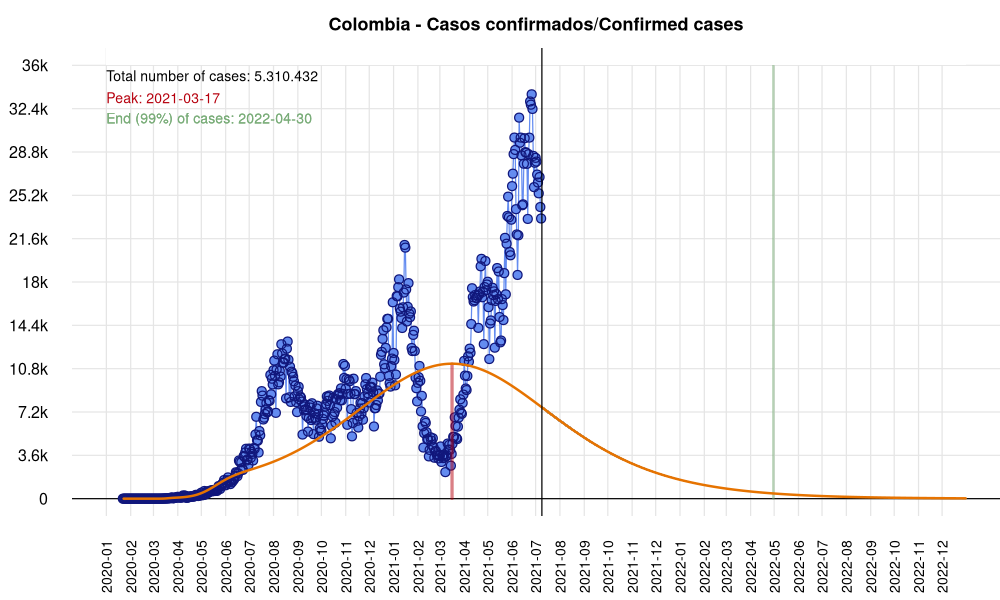 Colombia - Casos confirmados/Confirmed cases
Total number of cases: 5.310.432
Peak: 2021-03-17
End (99%) of cases: 2022-04-30
36k
32.4k
28.8k
25.2k
21.6k
18k
14.4k
10.8k
7.2k
3.6k
0
2020-01
2020-02
2020-03
2020-04
2020-05
2020-06
2020-07
2020-08
2020-09
2020-10
2020-11
2020-12
2021-01
2021-02
2021-03
2021-04
2021-05
2021-06
2021-07
2021-08
2021-09
2021-10
2021-11
2021-12
2022-01
2022-02
2022-03
2022-04
2022-05
2022-06
2022-07
2022-08
2022-09
2022-10
2022-11
2022-12